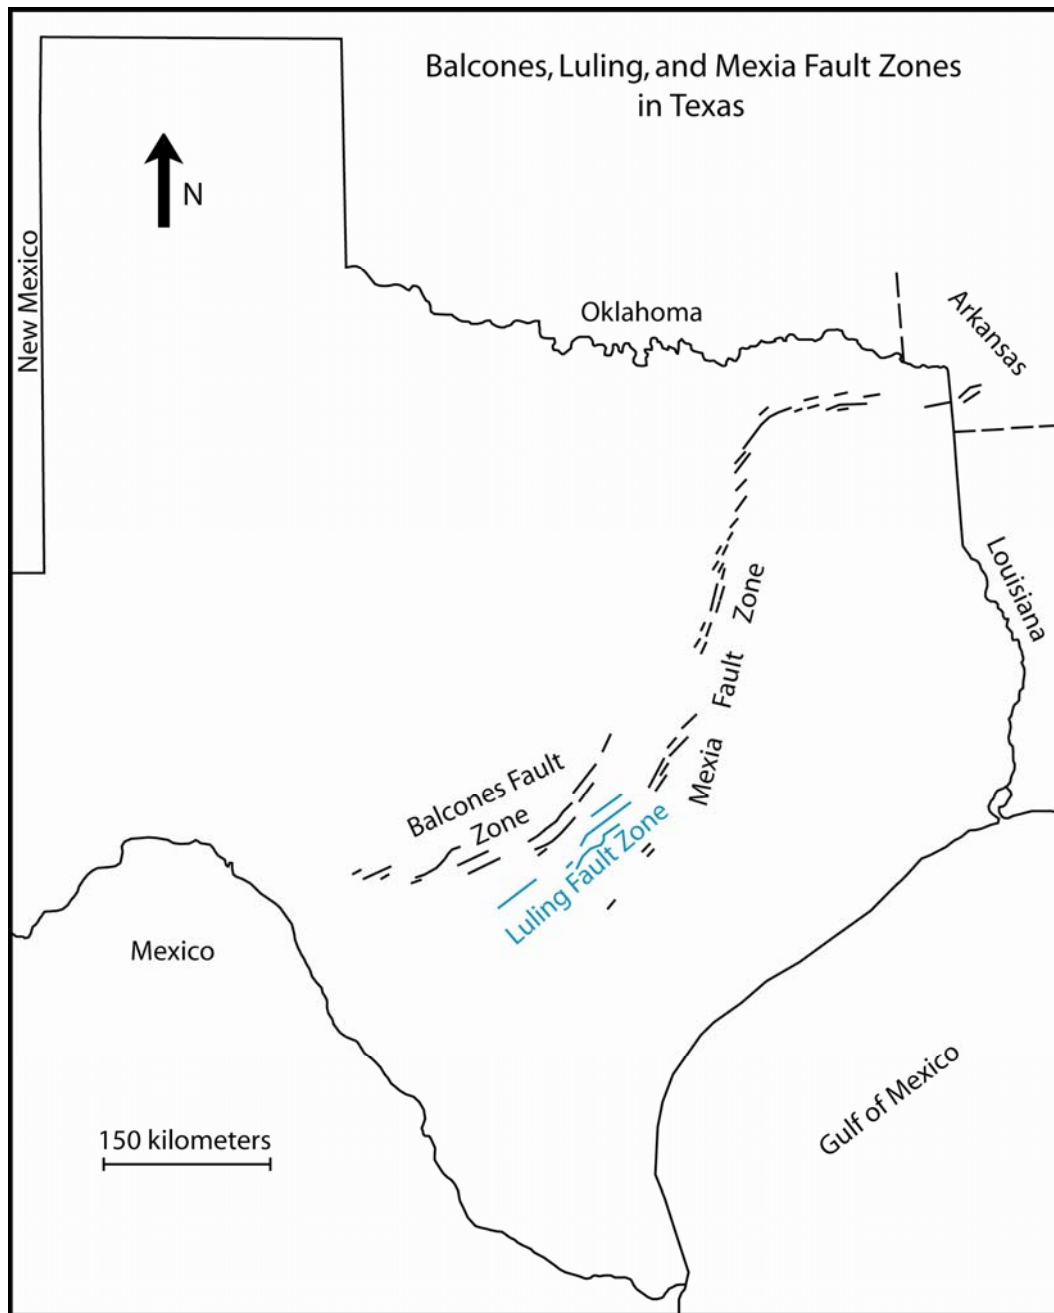 Balcones, Luling, and Mexia Fault Zones
in Texas
N
New Mexico
Oklahoma
Arkansas
Louisiana
Mexia Fault Zone
Balcones Fault
Zone
Luling Fault Zone
Mexico
Gulf of Mexico
150 kilometers